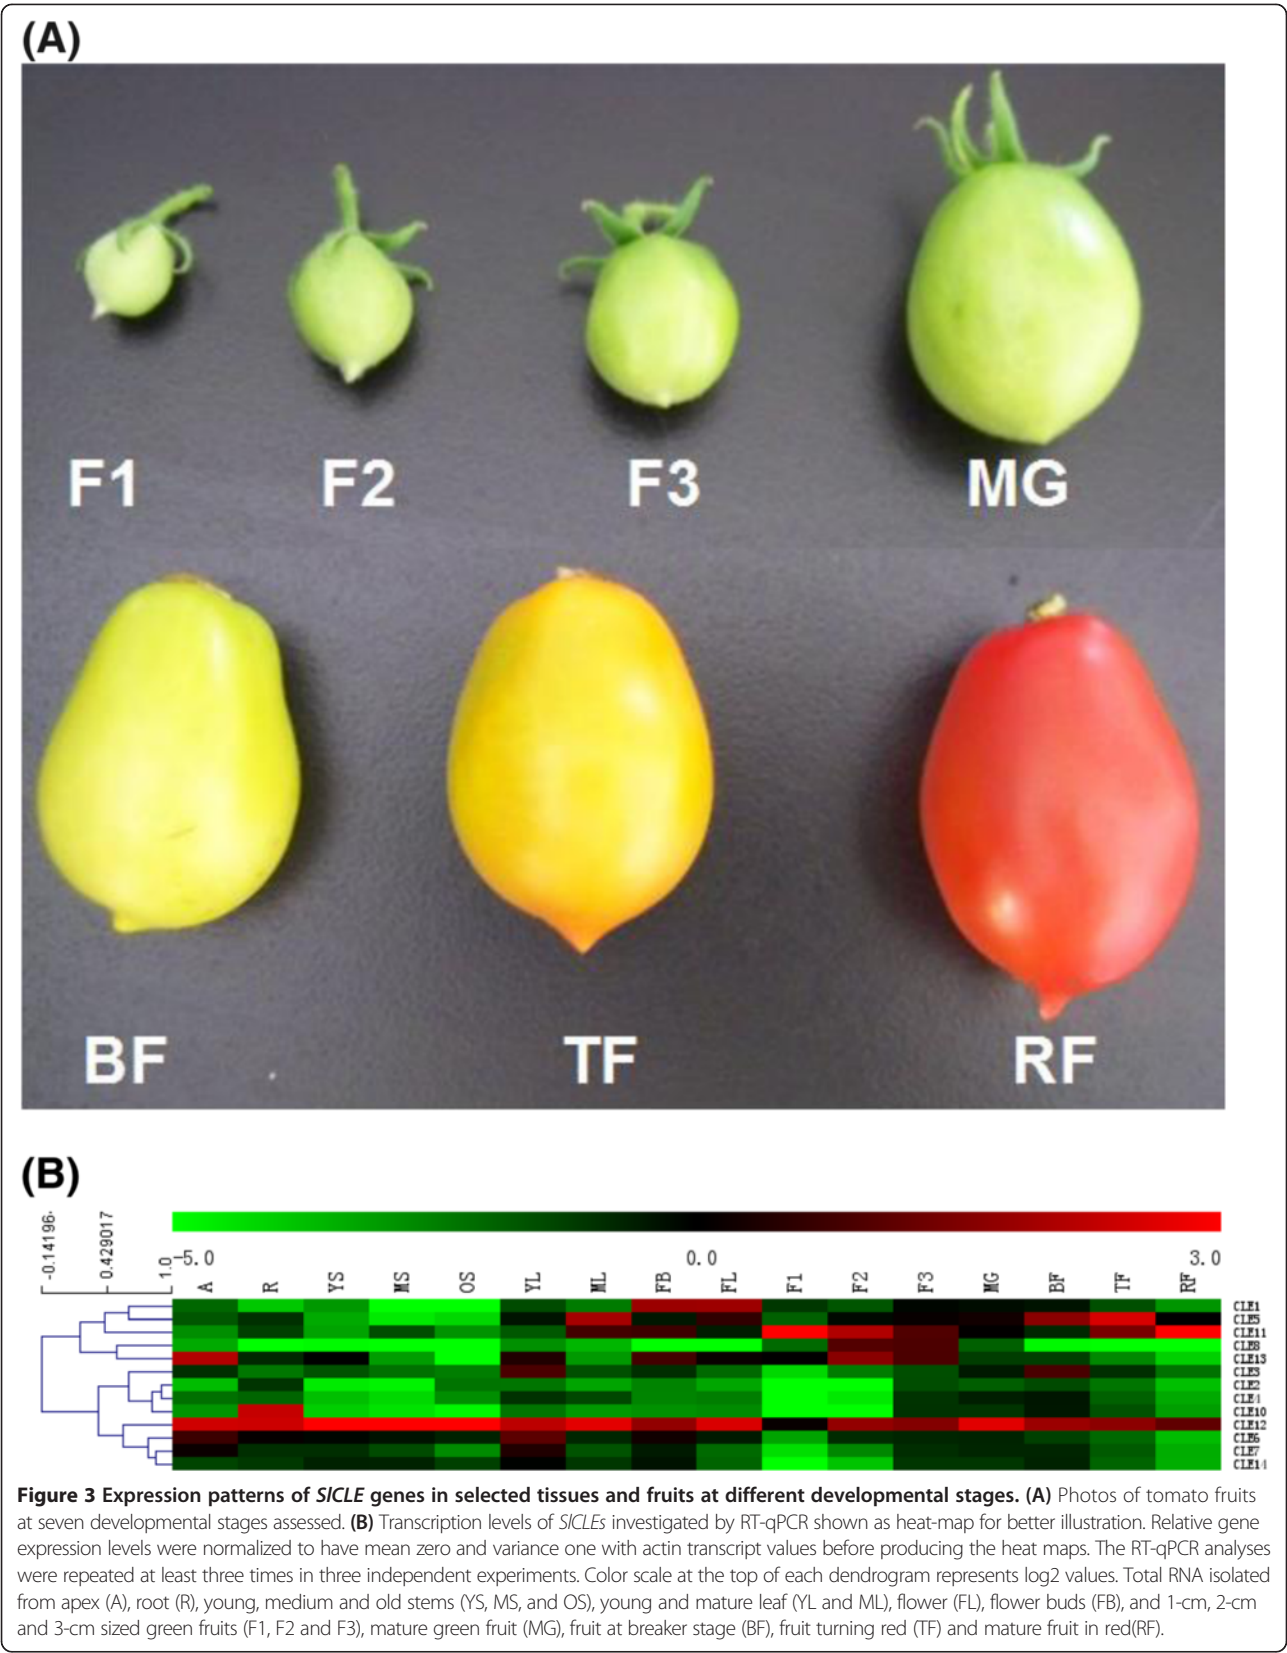 (A)
F1 F2 F3 MG
BF TF RF
(B)
-0.14196- 0.429017 1.0
-5.0 0.0 3.0
A R YS MS OS YL ML FB FL F1 F2 F3 MG BF TF RF
CLE1
CLE5
CLE11
CLE8
CLE13
CLE3
CLE2
CLE4
CLE10
CLE12
CLE6
CLE7
CLE14
Figure 3 Expression patterns of SlCLE genes in selected tissues and fruits at different developmental stages. (A) Photos of tomato fruits
at seven developmental stages assessed. (B) Transcription levels of SlCLEs investigated by RT-qPCR shown as heat-map for better illustration. Relative gene
expression levels were normalized to have mean zero and variance one with actin transcript values before producing the heat maps. The RT-qPCR analyses
were repeated at least three times in three independent experiments. Color scale at the top of each dendrogram represents log2 values. Total RNA isolated
from apex (A), root (R), young, medium and old stems (YS, MS, and OS), young and mature leaf (YL and ML), flower (FL), flower buds (FB), and 1-cm, 2-cm
and 3-cm sized green fruits (F1, F2 and F3), mature green fruit (MG), fruit at breaker stage (BF), fruit turning red (TF) and mature fruit in red(RF).